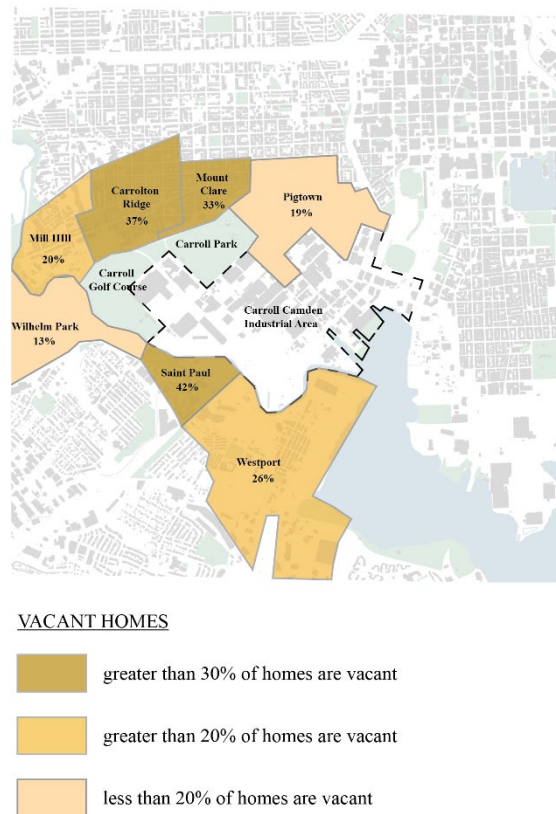 Mount
Clare
33%
Carrolton
Ridge
37%
Pigtown
19%
Mill HIll
20%
Carroll Park
Carroll
Golf Course
Carroll Camden
Industrial Area
Wilhelm Park
13%
Saint Paul
42%
Westport
26%
VACANT HOMES
greater than 30% of homes are vacant
greater than 20% of homes are vacant
less than 20% of homes are vacant